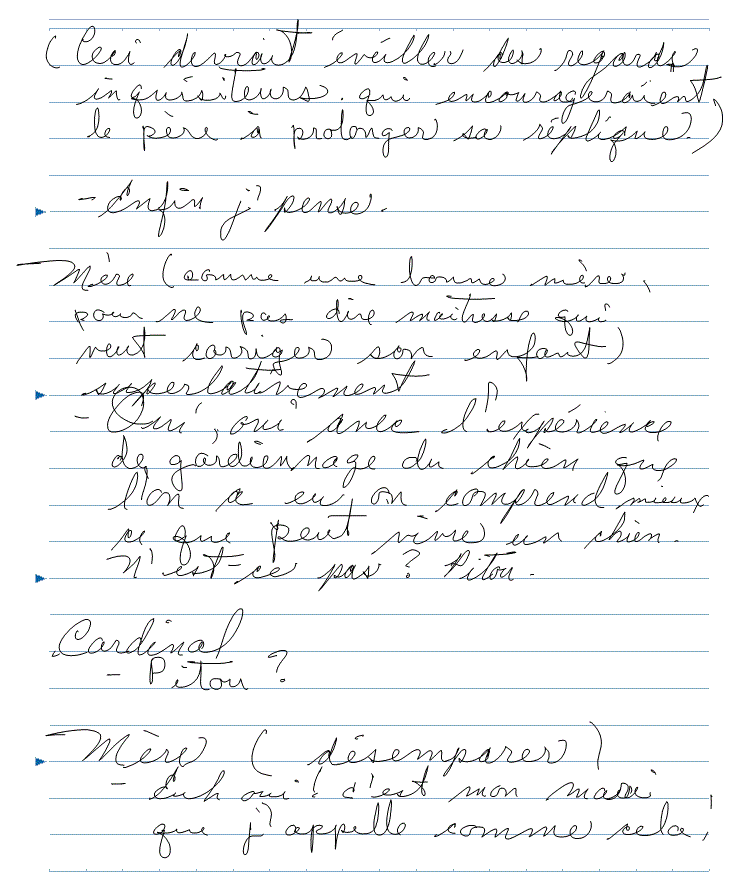 (Ceci devrait éveiller des regards
inquisiteurs. qui encourageraient
le père à prolonger sa réplique.)
- Enfin j'pense.
Mère (comme une bonne mère,
pour ne pas dire maîtresse qui
veut corriger son enfant)
superlativement
- Oui, oui avec l'expérience
de gardiennage du chien que
l'on a eu, on comprend mieux
ce que peut vivre un chien.
N'est-ce pas? Pitou.
Cardinal
- Pitou?
Mère (désemparer)
- Euh oui! c'est mon mari
que j'appelle comme cela,